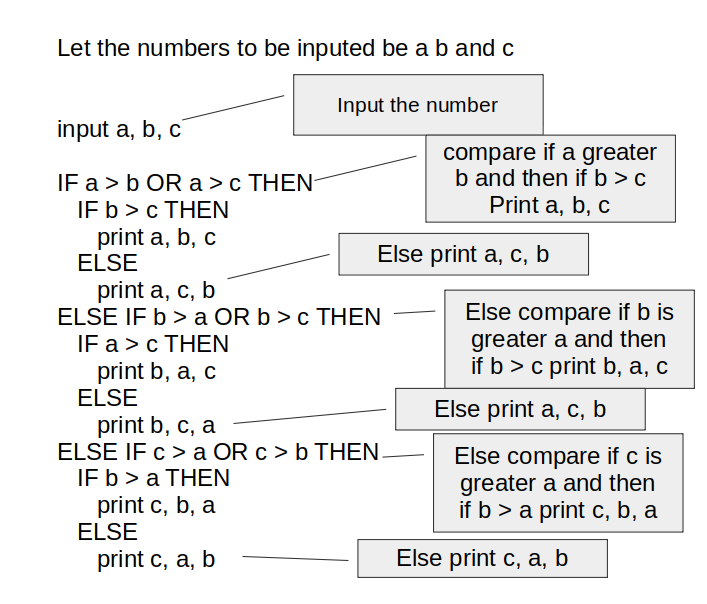 Let the numbers to be inputed be a b and c
Input the number
input a, b, c
compare if a greater
b and then if b > c
Print a, b, c
IF a > b OR a > c THEN
IF b > c THEN
print a, b, c
ELSE
Else print a, c, b
print a, c, b
ELSE IF b > a OR b > c THEN
Else compare if b is
greater a and then
if b > c print b, a, c
IF a > c THEN
print b, a, c
ELSE
Else print a, c, b
print b, c, a
ELSE IF c > a OR c > b THEN
Else compare if c is
greater a and then
if b > a print c, b, a
IF b > a THEN
print c, b, a
ELSE
print c, a, b
Else print c, a, b